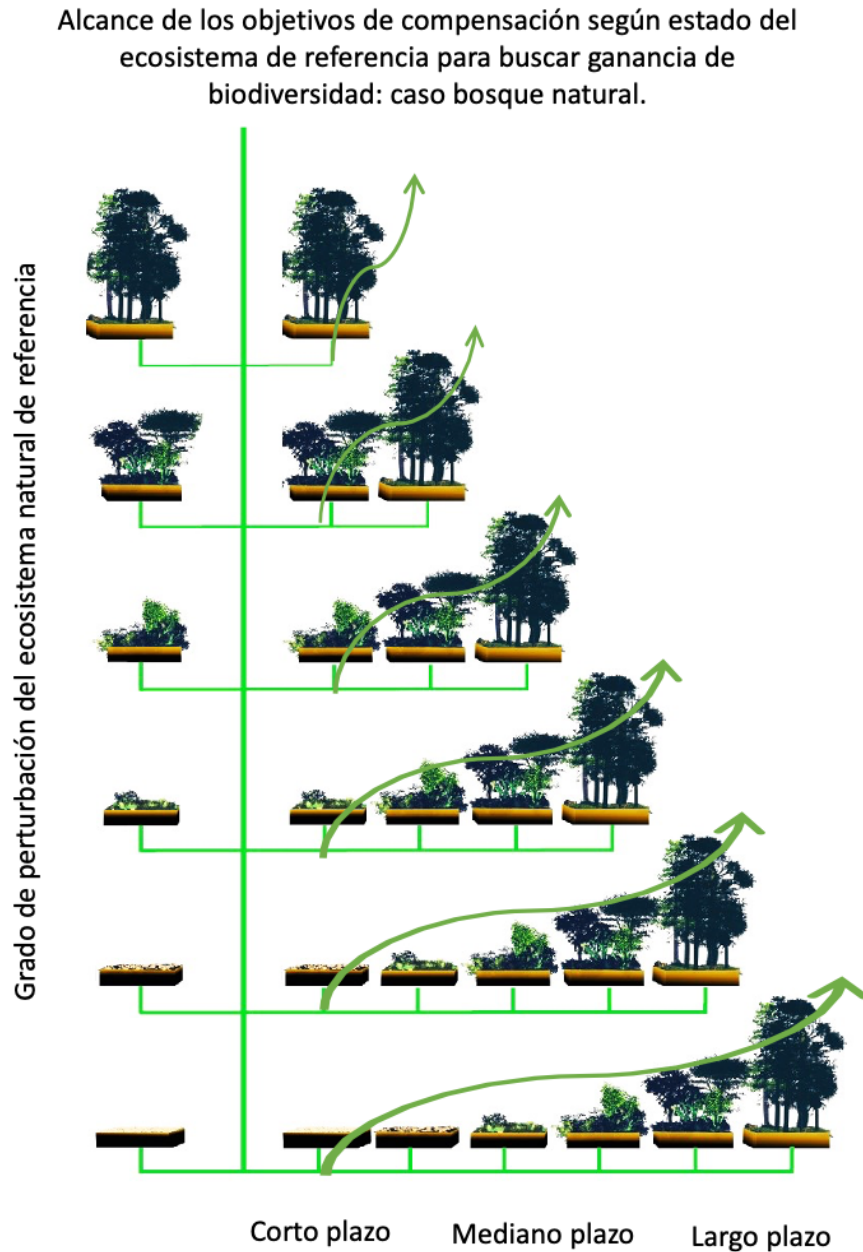 Alcance de los objetivos de compensación según estado del
ecosistema de referencia para buscar ganancia de
biodiversidad: caso bosque natural.
Grado de perturbación del ecosistema natural de referencia
Corto plazo
Mediano plazo
Largo plazo